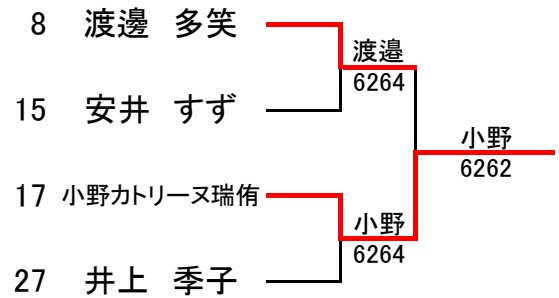 8 渡邊 多笑
渡邉
6264
15 安井 すず
小野
6262
17 小野カトリーヌ瑞侑
小野
6264
27 井上 季子